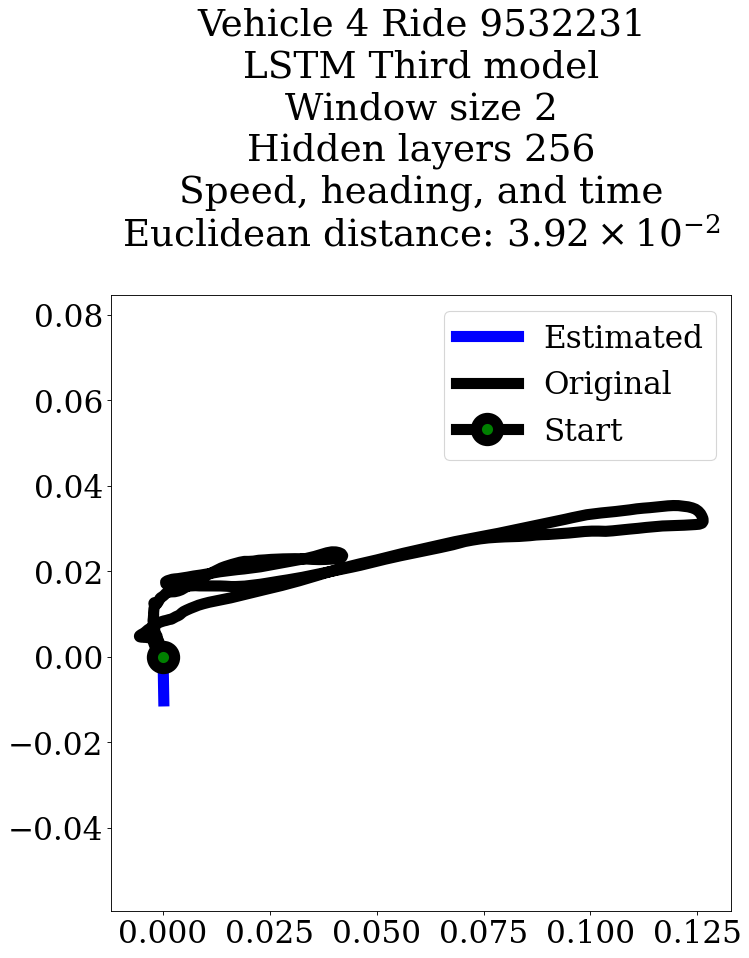 Vehicle 4 Ride 9532231
LSTM Third model
Window size 2
Hidden layers 256
Speed, heading, and time
Euclidean distance: 3.92 × 10⁻²
Estimated
Original
Start
0.08
0.06
0.04
0.02
0.00
−0.02
−0.04
0.000 0.025 0.050 0.075 0.100 0.125